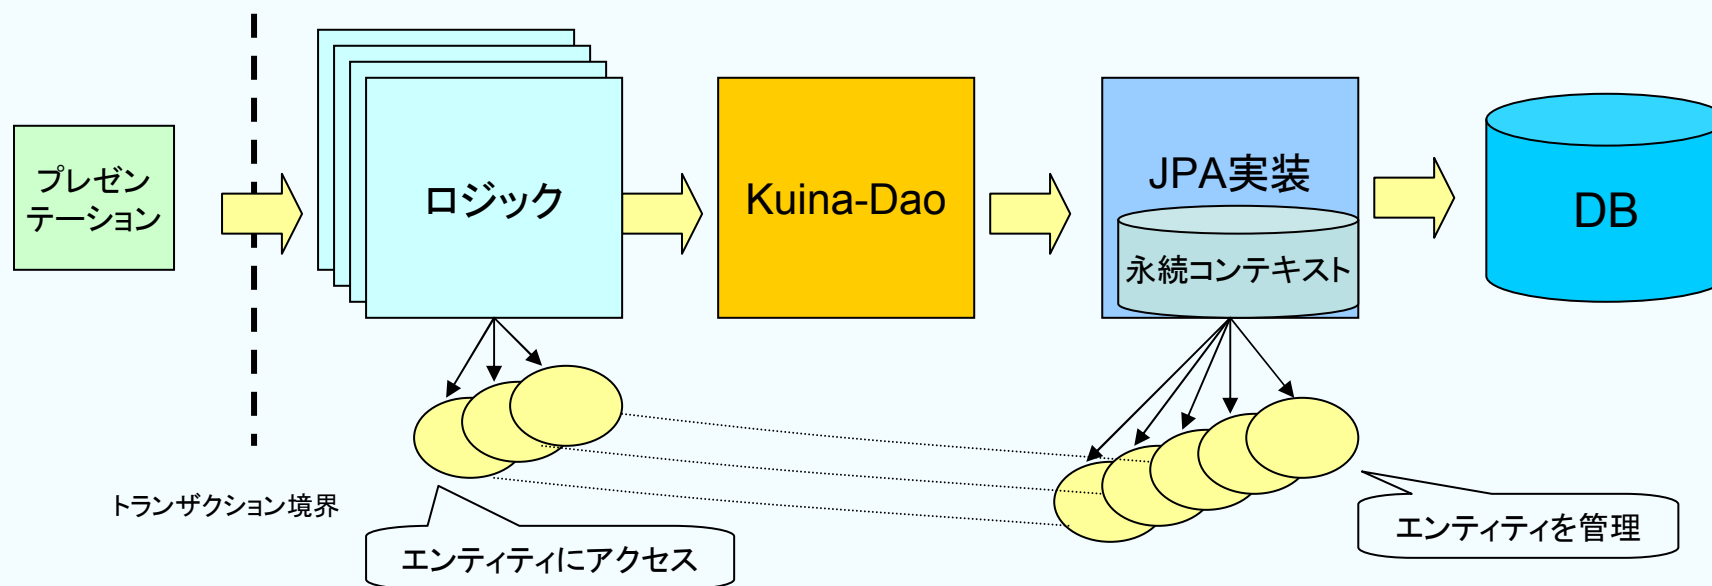 プレゼン
テーション
ロジック
Kuina-Dao
JPA実装
永続コンテキスト
DB
トランザクション境界
エンティティにアクセス
エンティティを管理